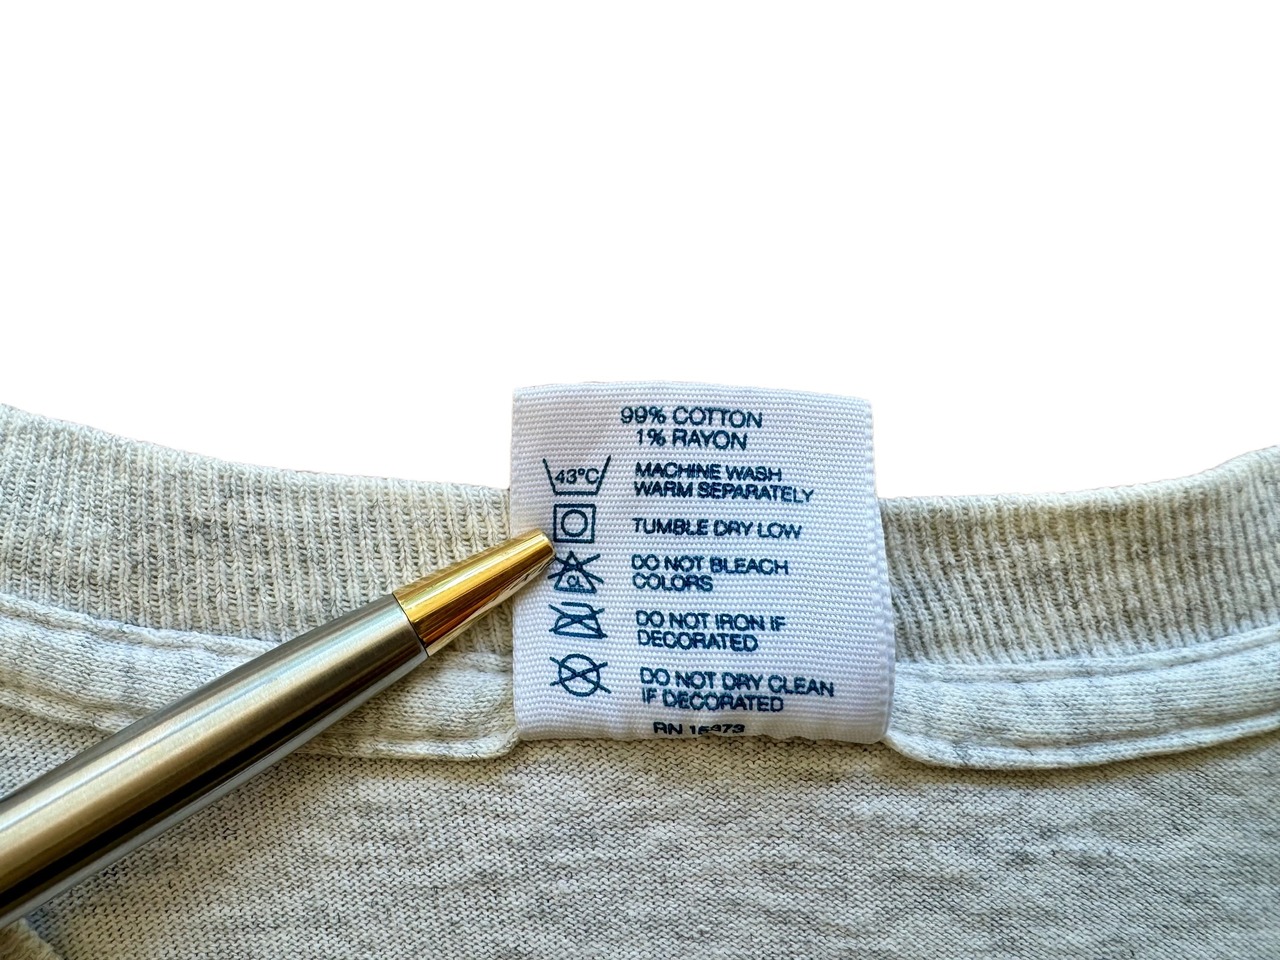 99% COTTON
1% RAYON
43°C
MACHINE WASH
WARM SEPARATELY
TUMBLE DRY LOW
DO NOT BLEACH
COLORS
DO NOT IRON IF
DECORATED
DO NOT DRY CLEAN
IF DECORATED
RN